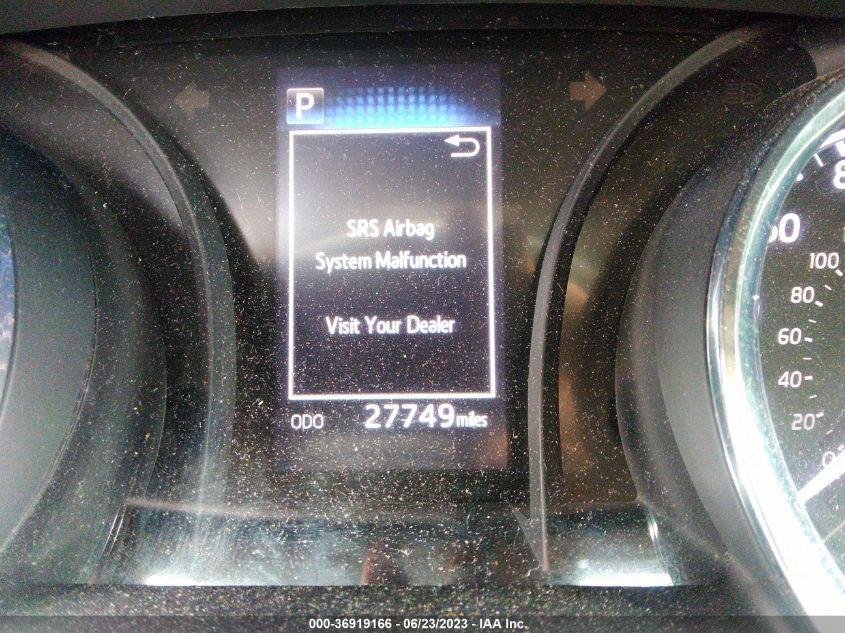 P
SRS Airbag
System Malfunction
Visit Your Dealer
ODO 27749 miles
100
80
60
40
20
0
000-36919166 - 06/23/2023 - IAA Inc.